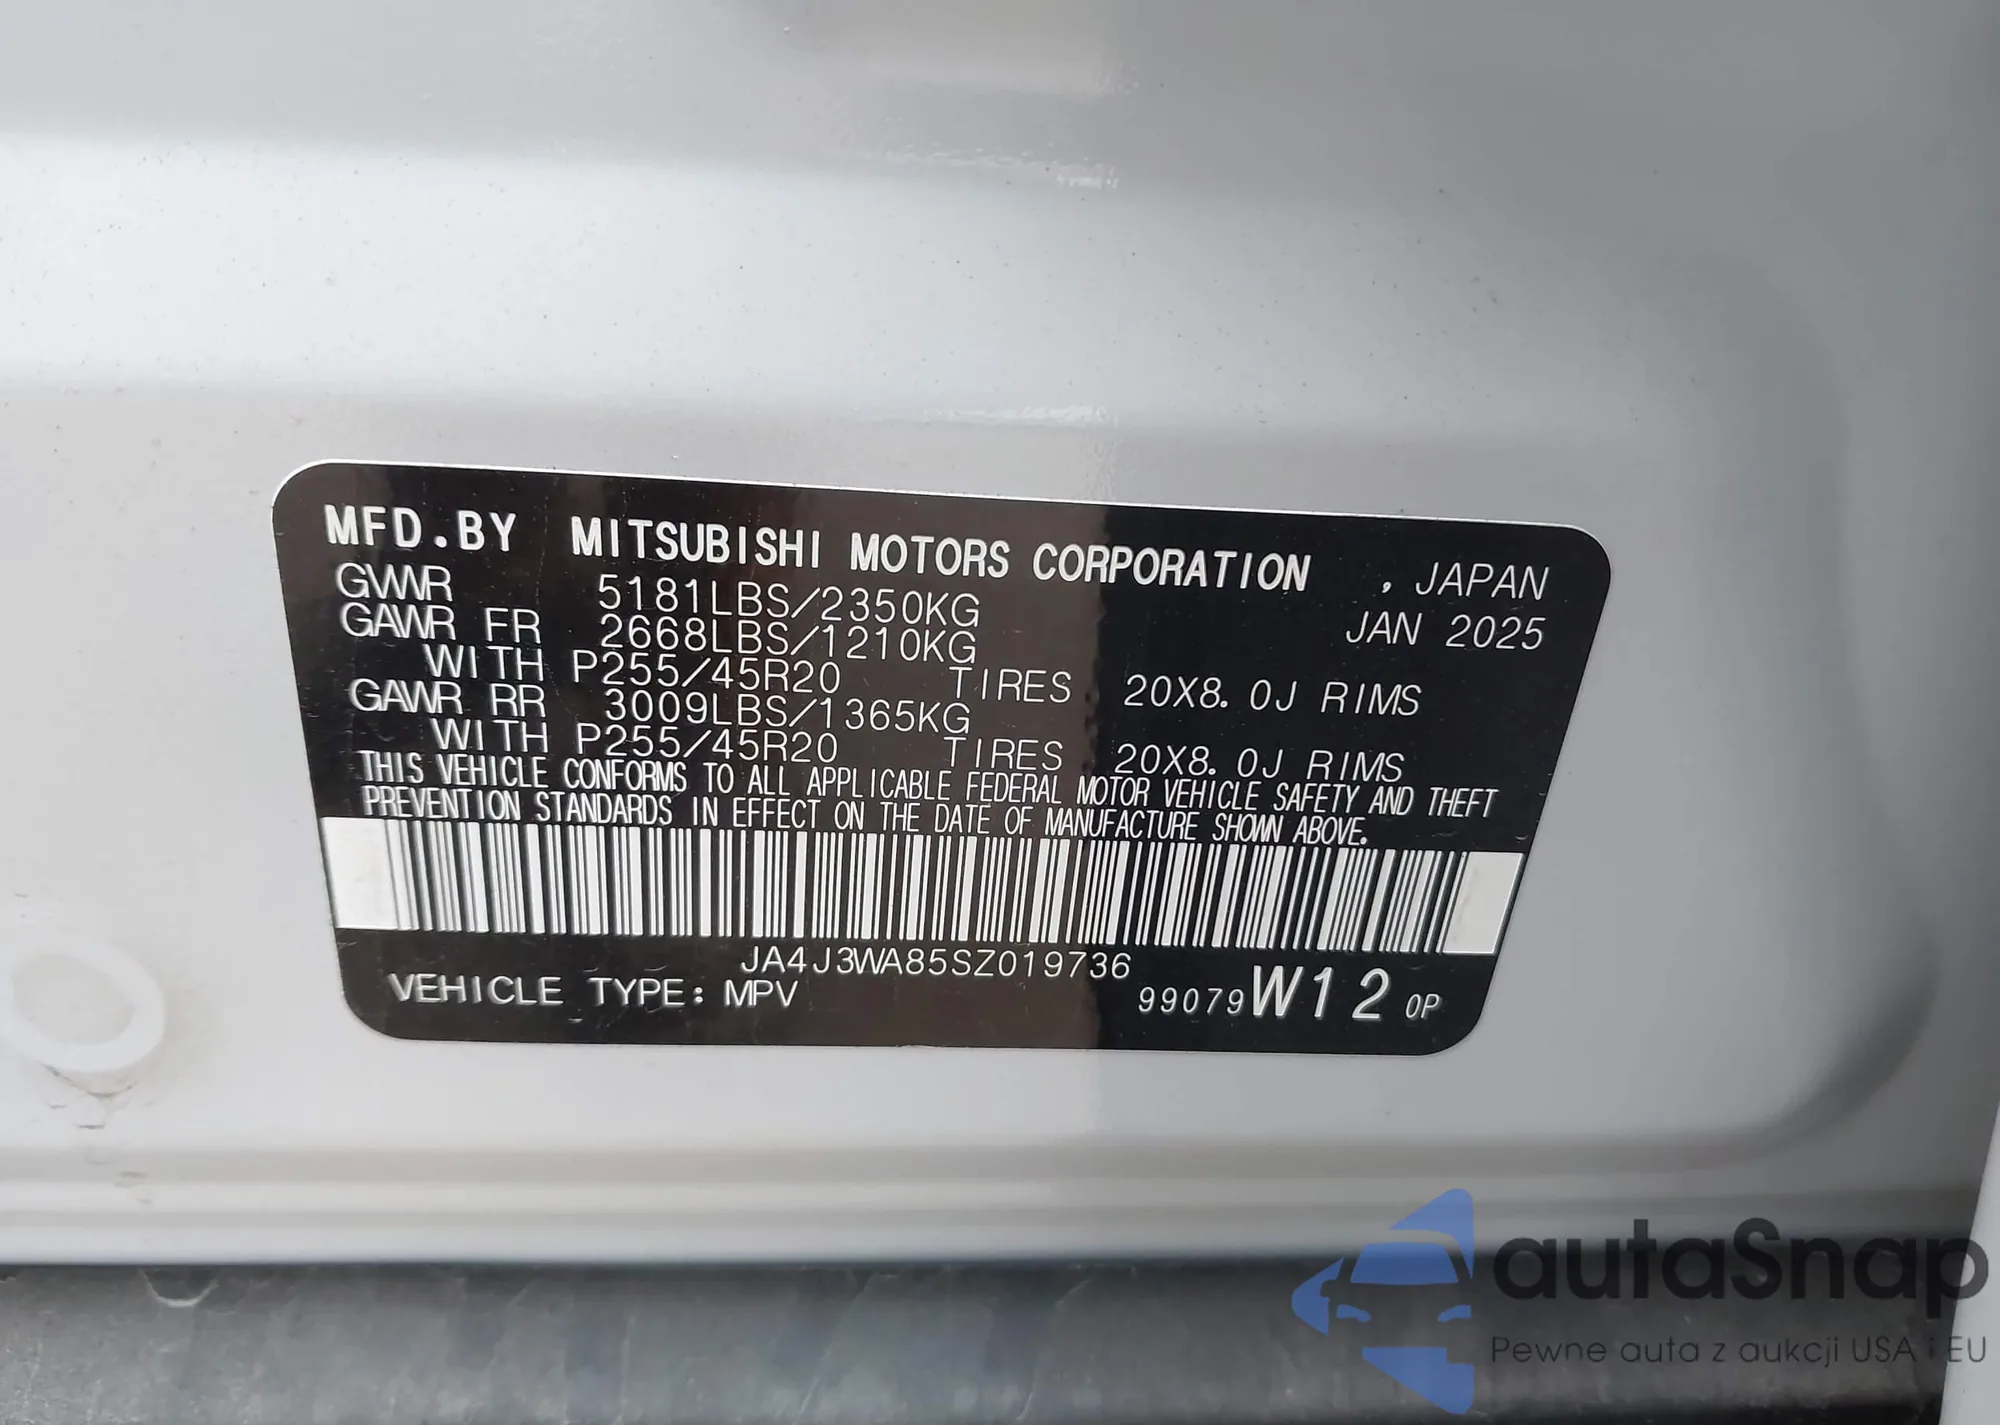 MFD.BY MITSUBISHI MOTORS CORPORATION , JAPAN
GVWR 5181LBS/2350KG JAN 2025
GAWR FR 2668LBS/1210KG
WITH P255/45R20 TIRES 20X8.0J RIMS
GAWR RR 3009LBS/1365KG
WITH P255/45R20 TIRES 20X8.0J RIMS
THIS VEHICLE CONFORMS TO ALL APPLICABLE FEDERAL MOTOR VEHICLE SAFETY AND THEFT
PREVENTION STANDARDS IN EFFECT ON THE DATE OF MANUFACTURE SHOWN ABOVE.
JA4J3WA85SZ019736
VEHICLE TYPE: MPV 99079W12 0P
autaSnap
Pewne auta z aukcji USA i EU